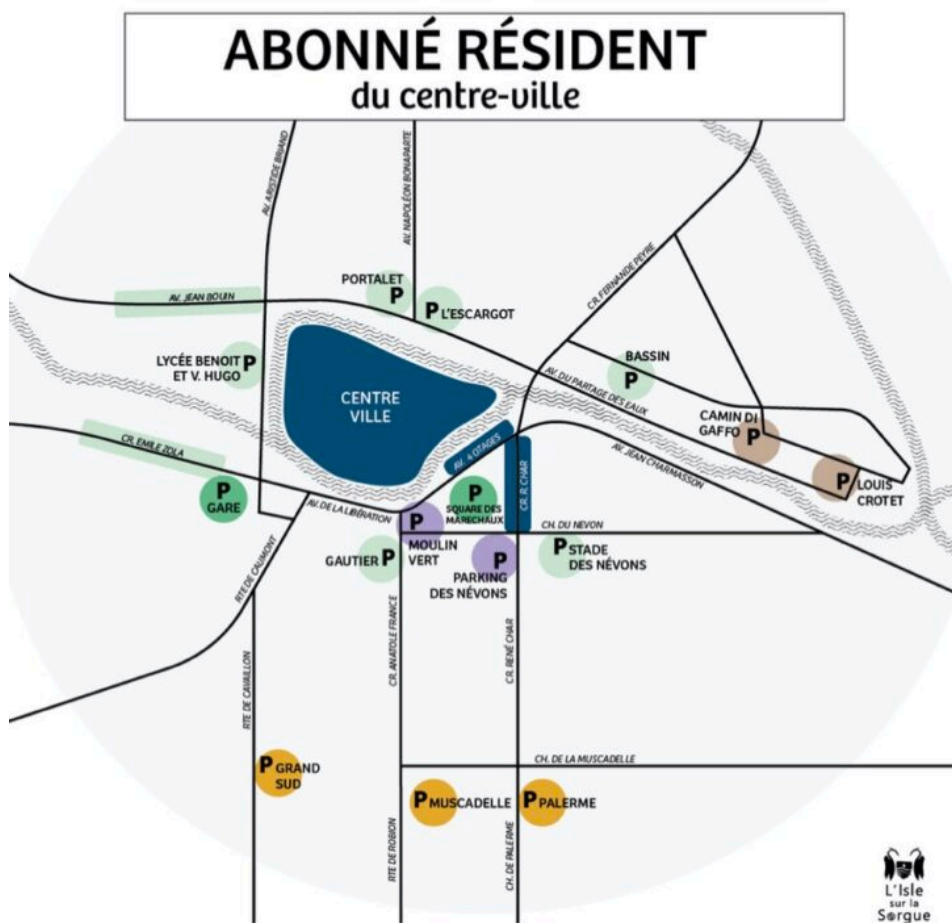 ABONNÉ RÉSIDENT
du centre-ville
AV. ARISTIDE BRIAND
AV. NAPOLÉON BONAPARTE
CR. FERNANDE PEYRE
PORTALET
P
P L'ESCARGOT
AV. JEAN BOUIN
LYCÉE BENOIT
ET V. HUGO
P
CENTRE
VILLE
BASSIN
P
AV. DU PARTAGE DES EAUX
CAMIN DI
GAFFO
P
P
LOUIS
CROTET
AV. JEAN CHARMASSON
CR. EMILE ZOLA
P
GARE
AV. DE LA LIBÉRATION
AV. 4 OTAGES
P
SQUARE DES
MARECHAUX
CR. R. CHAR
CH. DU NEVON
P
MOULIN
VERT
GAUTIER P
P
PARKING
DES NÉVONS
P STADE
DES NÉVONS
RTE DE CAUMONT
RTE DE CAVAILLON
CR. ANATOLE FRANCE
CR. RENÉ CHAR
P GRAND
SUD
CH. DE LA MUSCADELLE
P MUSCADELLE
P PALERME
RTE DE ROBION
CH. DE PALERME
L'Isle
sur la
Sorgue